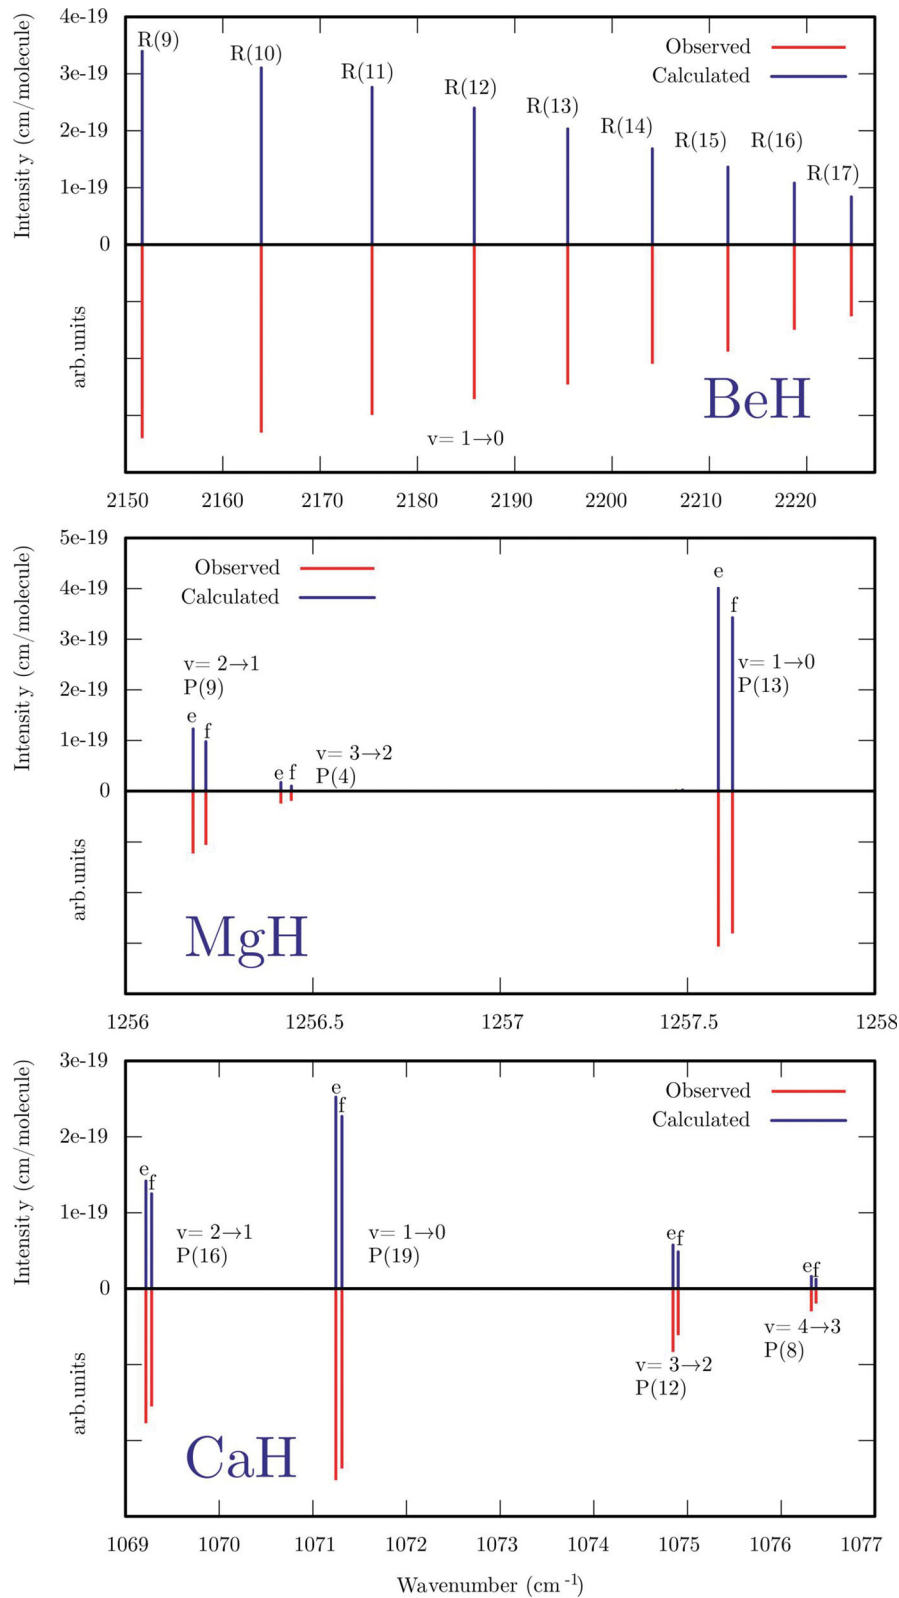 4e-19
3e-19
2e-19
1e-19
0
Intensity (cm/molecule)
arb.units
R(9)
R(10)
R(11)
R(12)
R(13)
R(14)
R(15)
R(16)
R(17)
Observed
Calculated
BeH
v= 1→0
2150 2160 2170 2180 2190 2200 2210 2220
5e-19
4e-19
3e-19
2e-19
1e-19
0
Intensity (cm/molecule)
arb.units
Observed
Calculated
v= 2→1
P(9)
e
f
e f
v= 3→2
P(4)
e
f
v= 1→0
P(13)
MgH
1256 1256.5 1257 1257.5 1258
3e-19
2e-19
1e-19
0
Intensity (cm/molecule)
arb.units
Observed
Calculated
e
f
v= 2→1
P(16)
e
f
v= 1→0
P(19)
e f
v= 3→2
P(12)
e f
v= 4→3
P(8)
CaH
1069 1070 1071 1072 1073 1074 1075 1076 1077
Wavenumber (cm-1)